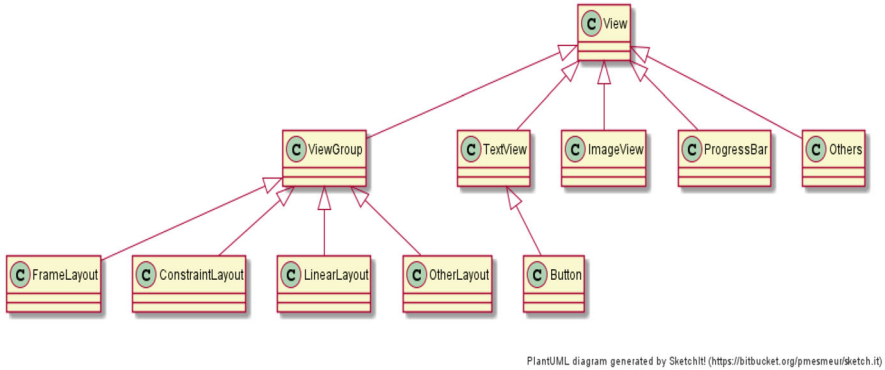 C View
C ViewGroup
C TextView
C ImageView
C ProgressBar
C Others
C FrameLayout
C ConstraintLayout
C LinearLayout
C OtherLayout
C Button
PlantUML diagram generated by SketchIt! (https://bitbucket.org/pmesmeur/sketch.it)